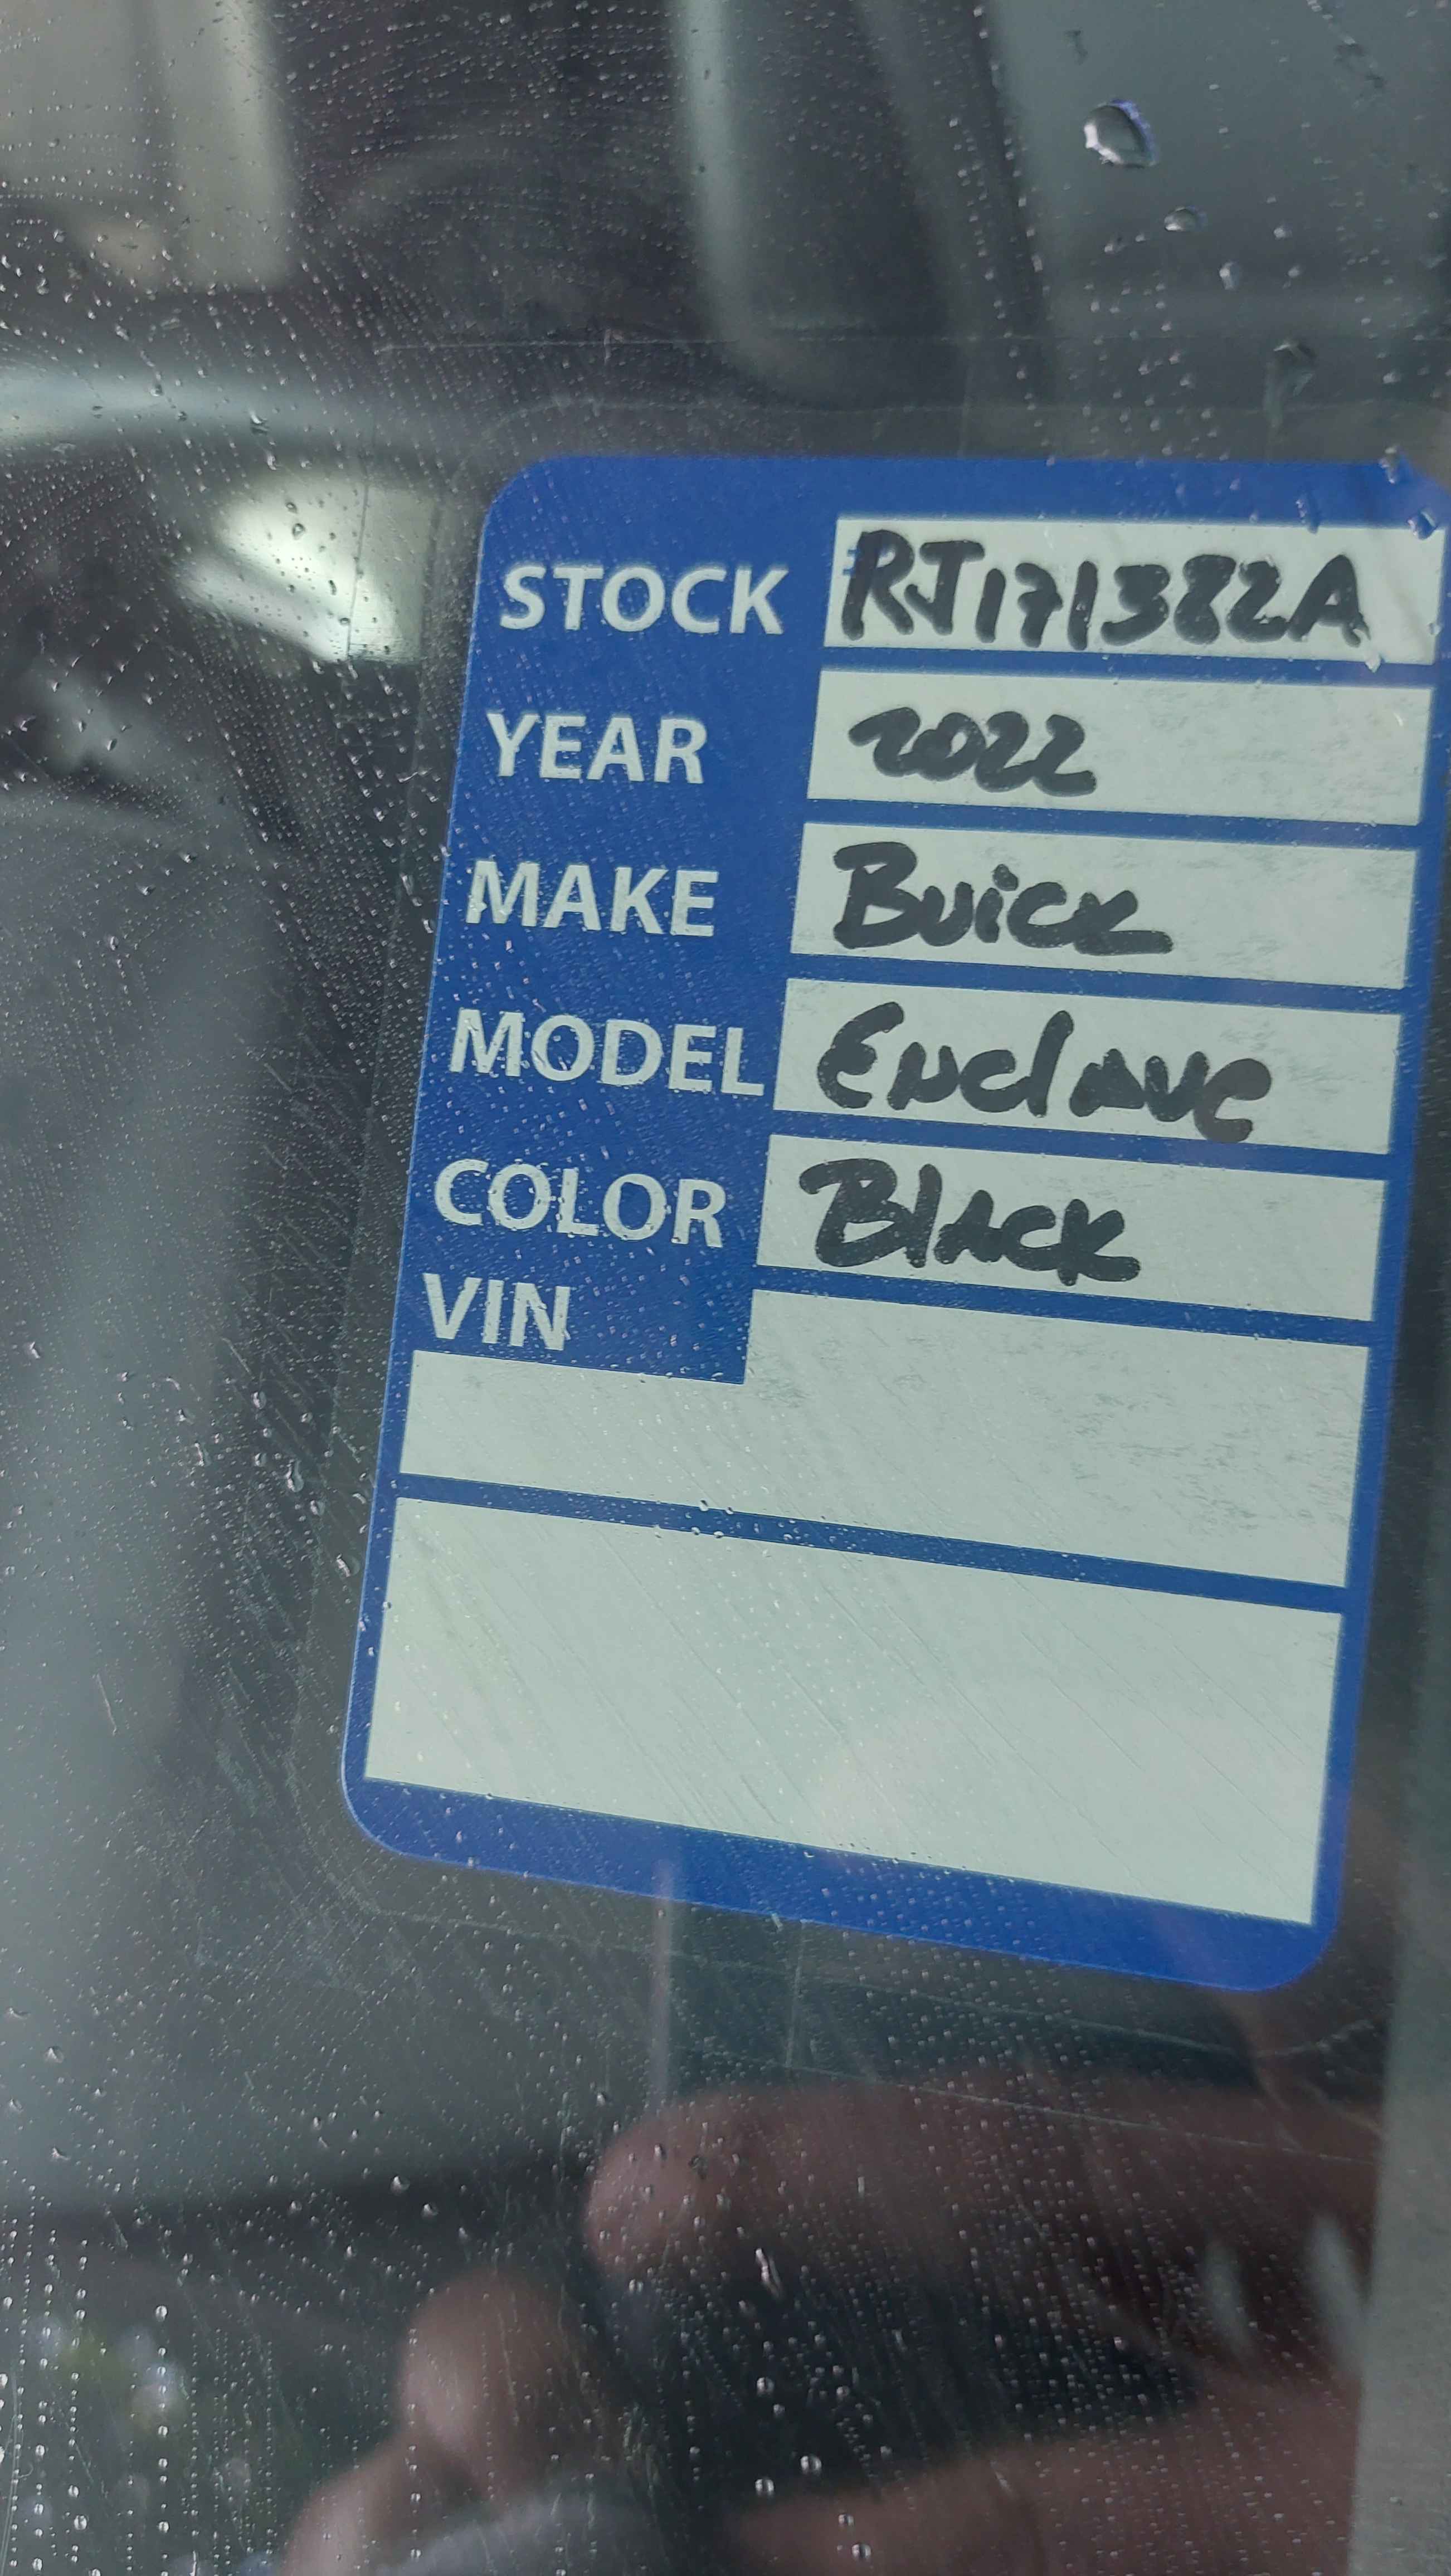 STOCK RJ171382A
YEAR 2022
MAKE Buick
MODEL Enclave
COLOR Black
VIN